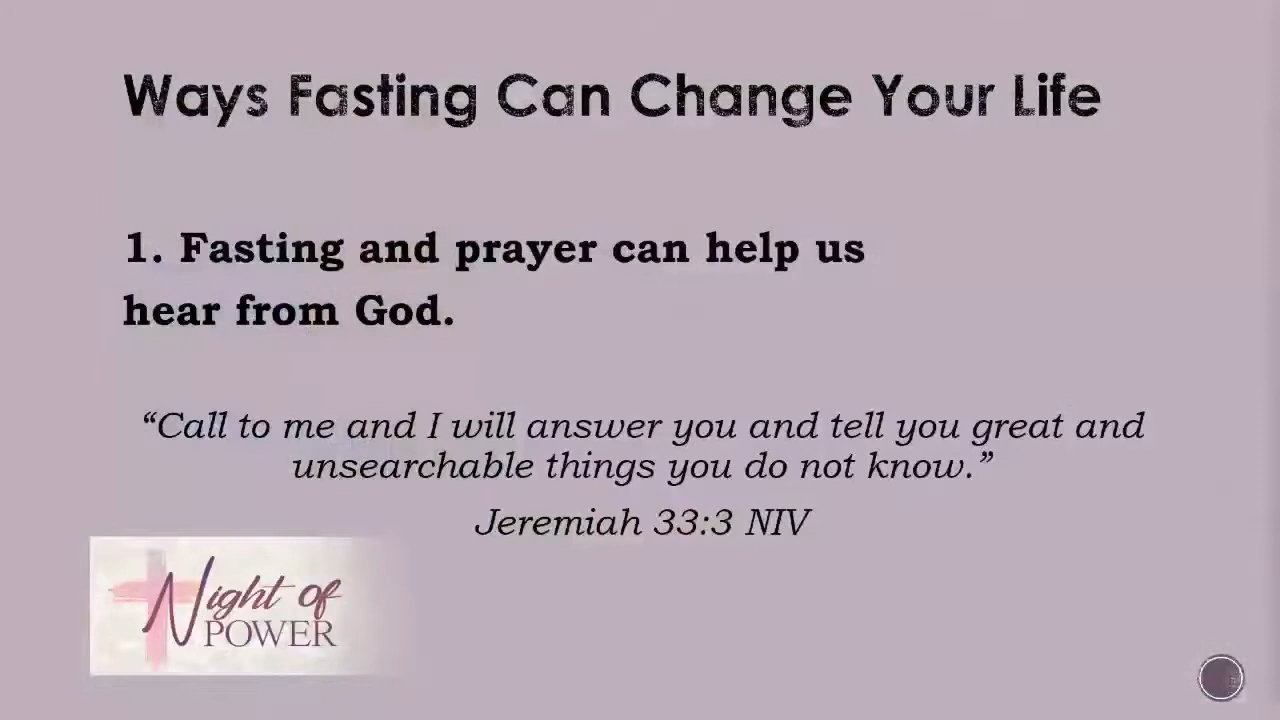 Ways Fasting Can Change Your Life
1. Fasting and prayer can help us
hear from God.
“Call to me and I will answer you and tell you great and
unsearchable things you do not know.”
Jeremiah 33:3 NIV
Night of
POWER